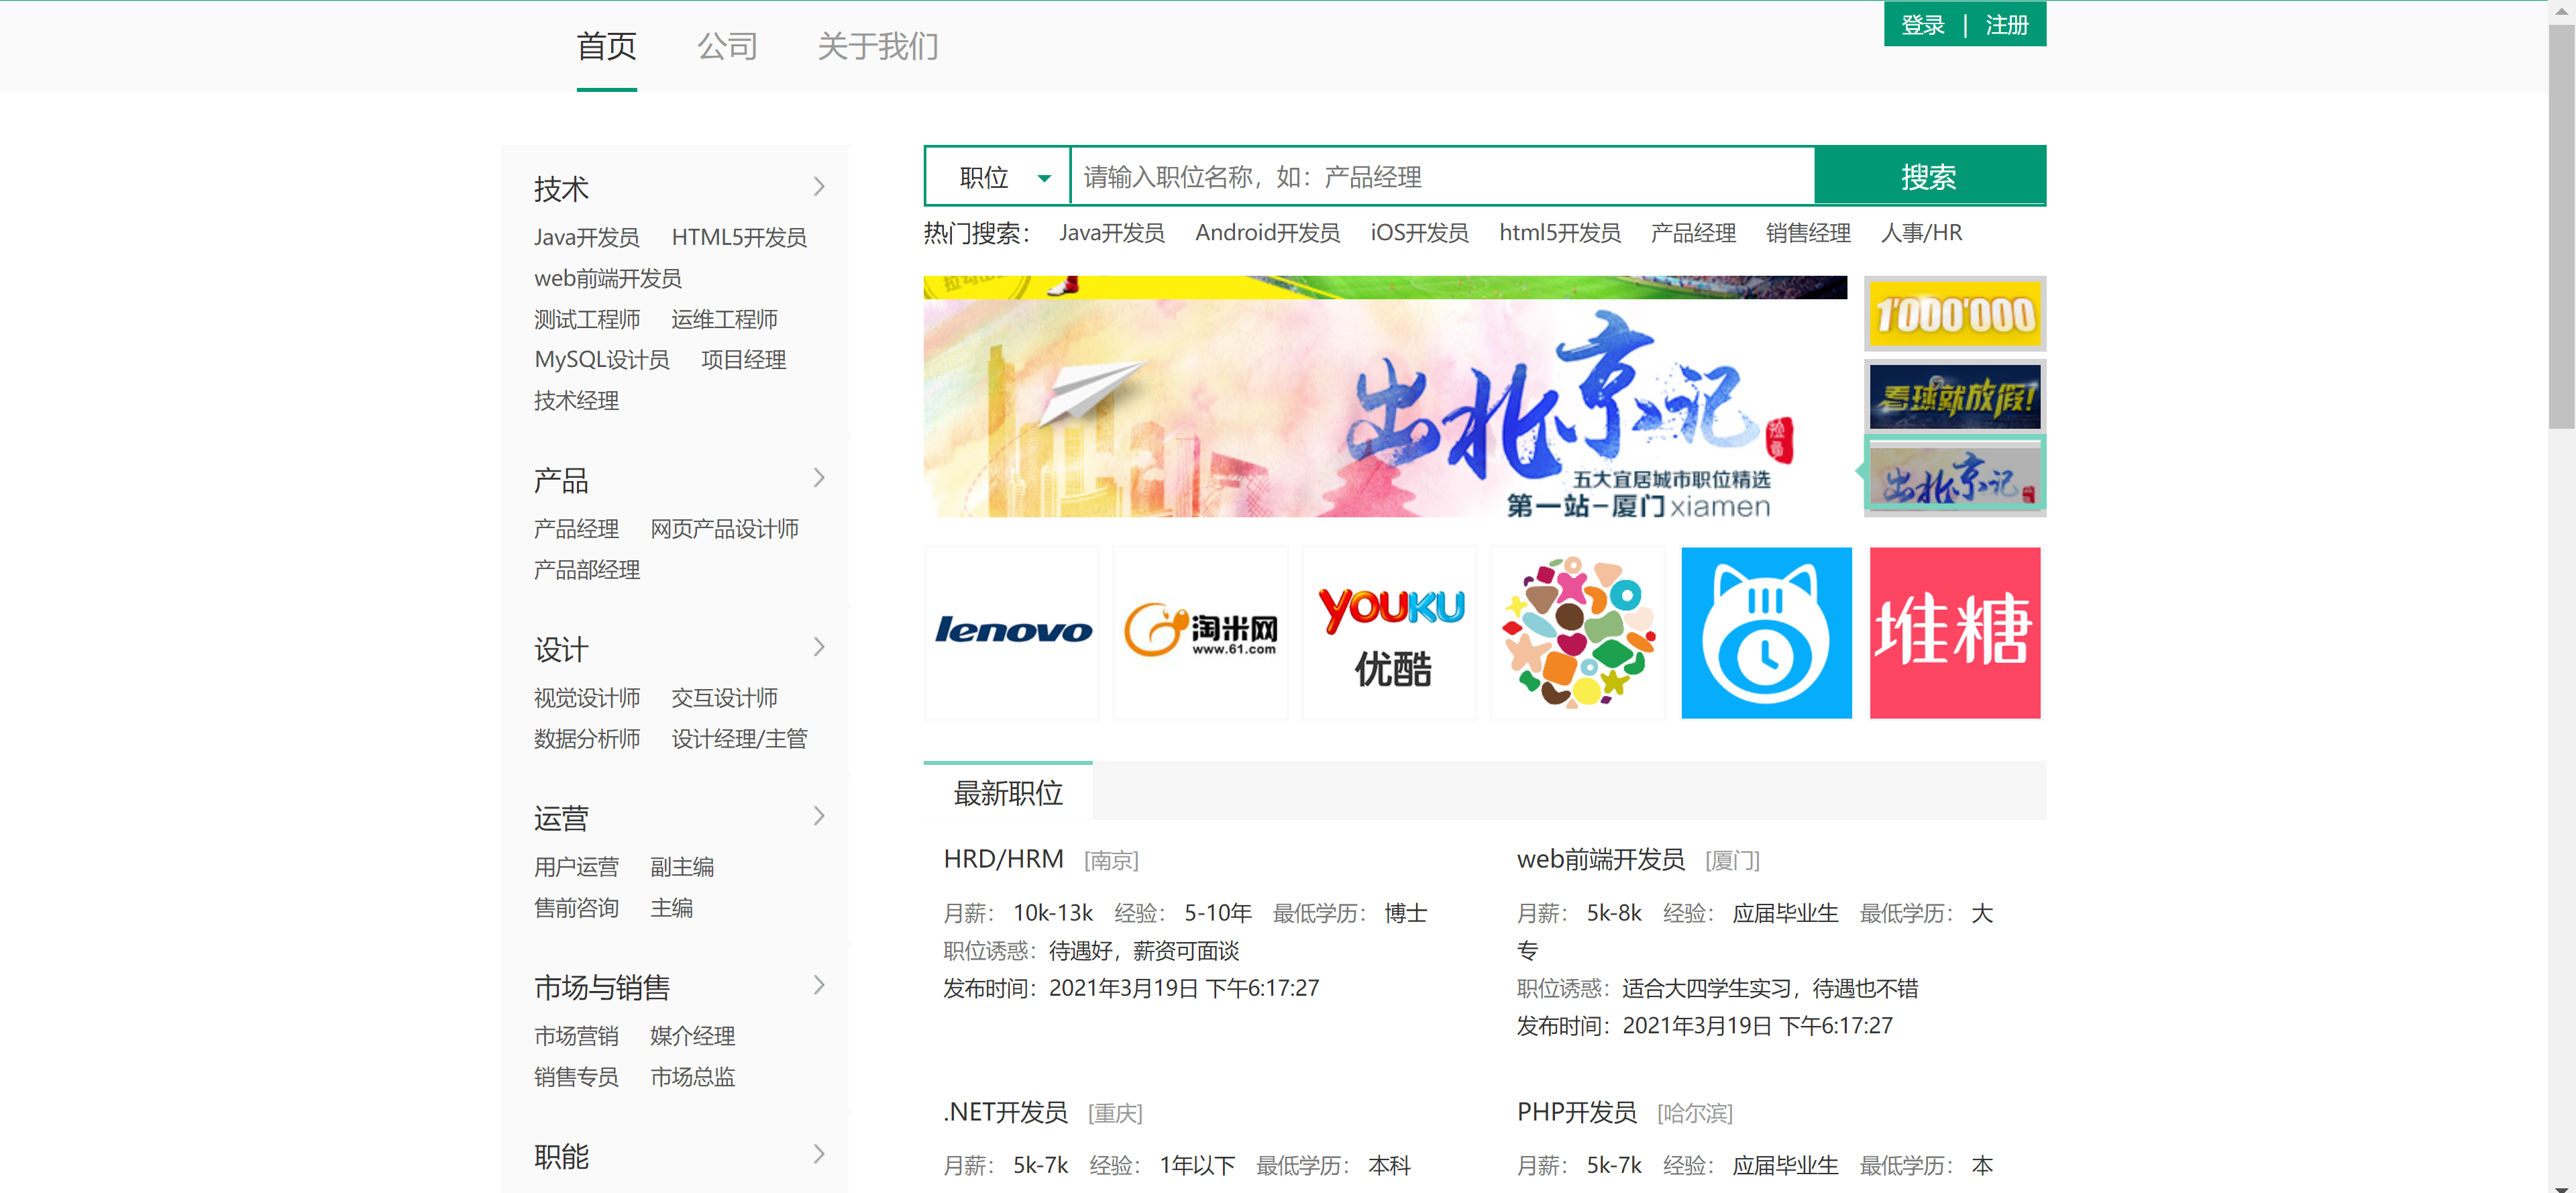 首页 公司 关于我们 登录 | 注册
职位 请输入职位名称，如：产品经理 搜索
热门搜索： Java开发员 Android开发员 iOS开发员 html5开发员 产品经理 销售经理 人事/HR
技术
Java开发员 HTML5开发员
web前端开发员
测试工程师 运维工程师
MySQL设计员 项目经理
技术经理
产品
产品经理 网页产品设计师
产品部经理
设计
视觉设计师 交互设计师
数据分析师 设计经理/主管
运营
用户运营 副主编
售前咨询 主编
市场与销售
市场营销 媒介经理
销售专员 市场总监
职能
出北京记
五大宜居城市职位精选
第一站-厦门xiamen
1'000'000
看球就放假!
出北京记
lenovo
淘米网
www.61.com
YOUKU
优酷
堆糖
最新职位
HRD/HRM [南京]
月薪： 10k-13k 经验： 5-10年 最低学历： 博士
职位诱惑：待遇好，薪资可面谈
发布时间：2021年3月19日 下午6:17:27
web前端开发员 [厦门]
月薪： 5k-8k 经验： 应届毕业生 最低学历： 大
专
职位诱惑：适合大四学生实习，待遇也不错
发布时间：2021年3月19日 下午6:17:27
.NET开发员 [重庆]
月薪： 5k-7k 经验： 1年以下 最低学历： 本科
PHP开发员 [哈尔滨]
月薪： 5k-7k 经验： 应届毕业生 最低学历： 本